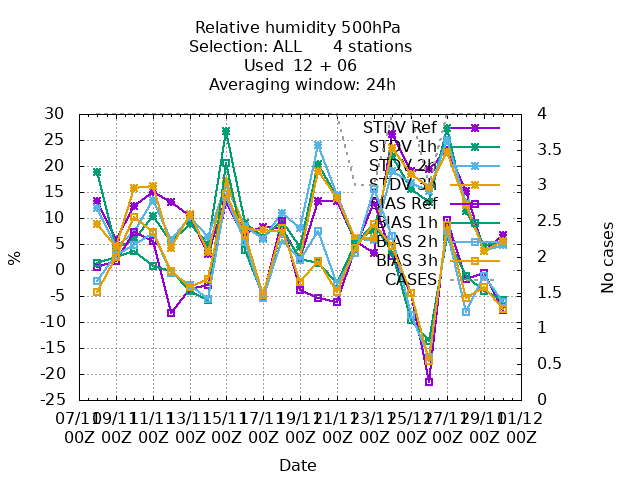 Relative humidity 500hPa
Selection: ALL 4 stations
Used 12 + 06
Averaging window: 24h
30
25
20
15
10
5
0
-5
-10
-15
-20
-25
%
4
3.5
3
2.5
2
1.5
1
0.5
0
No cases
STDV Ref
STDV 1h
STDV 2h
STDV 3h
BIAS Ref
BIAS 1h
BIAS 2h
BIAS 3h
CASES
07/11 09/11 11/11 13/11 15/11 17/11 19/11 21/11 23/11 25/11 27/11 29/11 01/12
00Z 00Z 00Z 00Z 00Z 00Z 00Z 00Z 00Z 00Z 00Z 00Z 00Z
Date